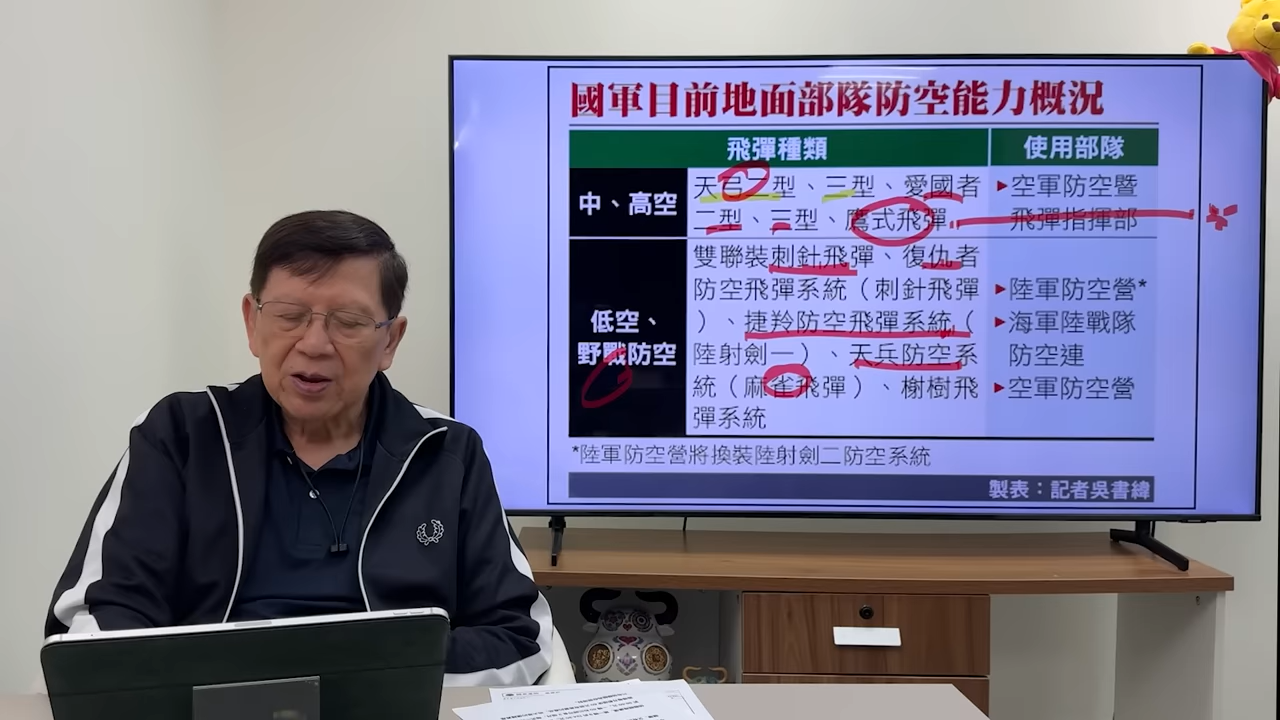 國軍目前地面部隊防空能力概況
飛彈種類
使用部隊
中、高空
天弓二型、三型、愛國者
二型、三型、鷹式飛彈
▶空軍防空暨
飛彈指揮部
低空、
野戰防空
雙聯裝刺針飛彈、復仇者
防空飛彈系統（刺針飛彈
）、捷羚防空飛彈系統（
陸射劍一）、天兵防空系
統（麻雀飛彈）、榭樹飛
彈系統
▶陸軍防空營*
▶海軍陸戰隊
防空連
▶空軍防空營
*陸軍防空營將換裝陸射劍二防空系統
製表：記者吳書緯